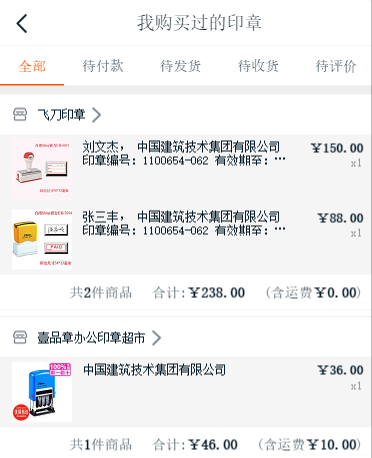 我购买过的印章
全部 待付款 待发货 待收货 待评价
飞刀印章
刘文杰， 中国建筑技术集团有限公司 ¥150.00
印章编号：1100654-062 有效期至：… x1
张三丰， 中国建筑技术集团有限公司 ¥88.00
印章编号：1100654-062 有效期至：… x1
PAID
共2件商品 合计:¥238.00 (含运费¥0.00)
壹品章办公印章超市
中国建筑技术集团有限公司 ¥36.00
x1
100%
共1件商品 合计:¥46.00 (含运费¥10.00)